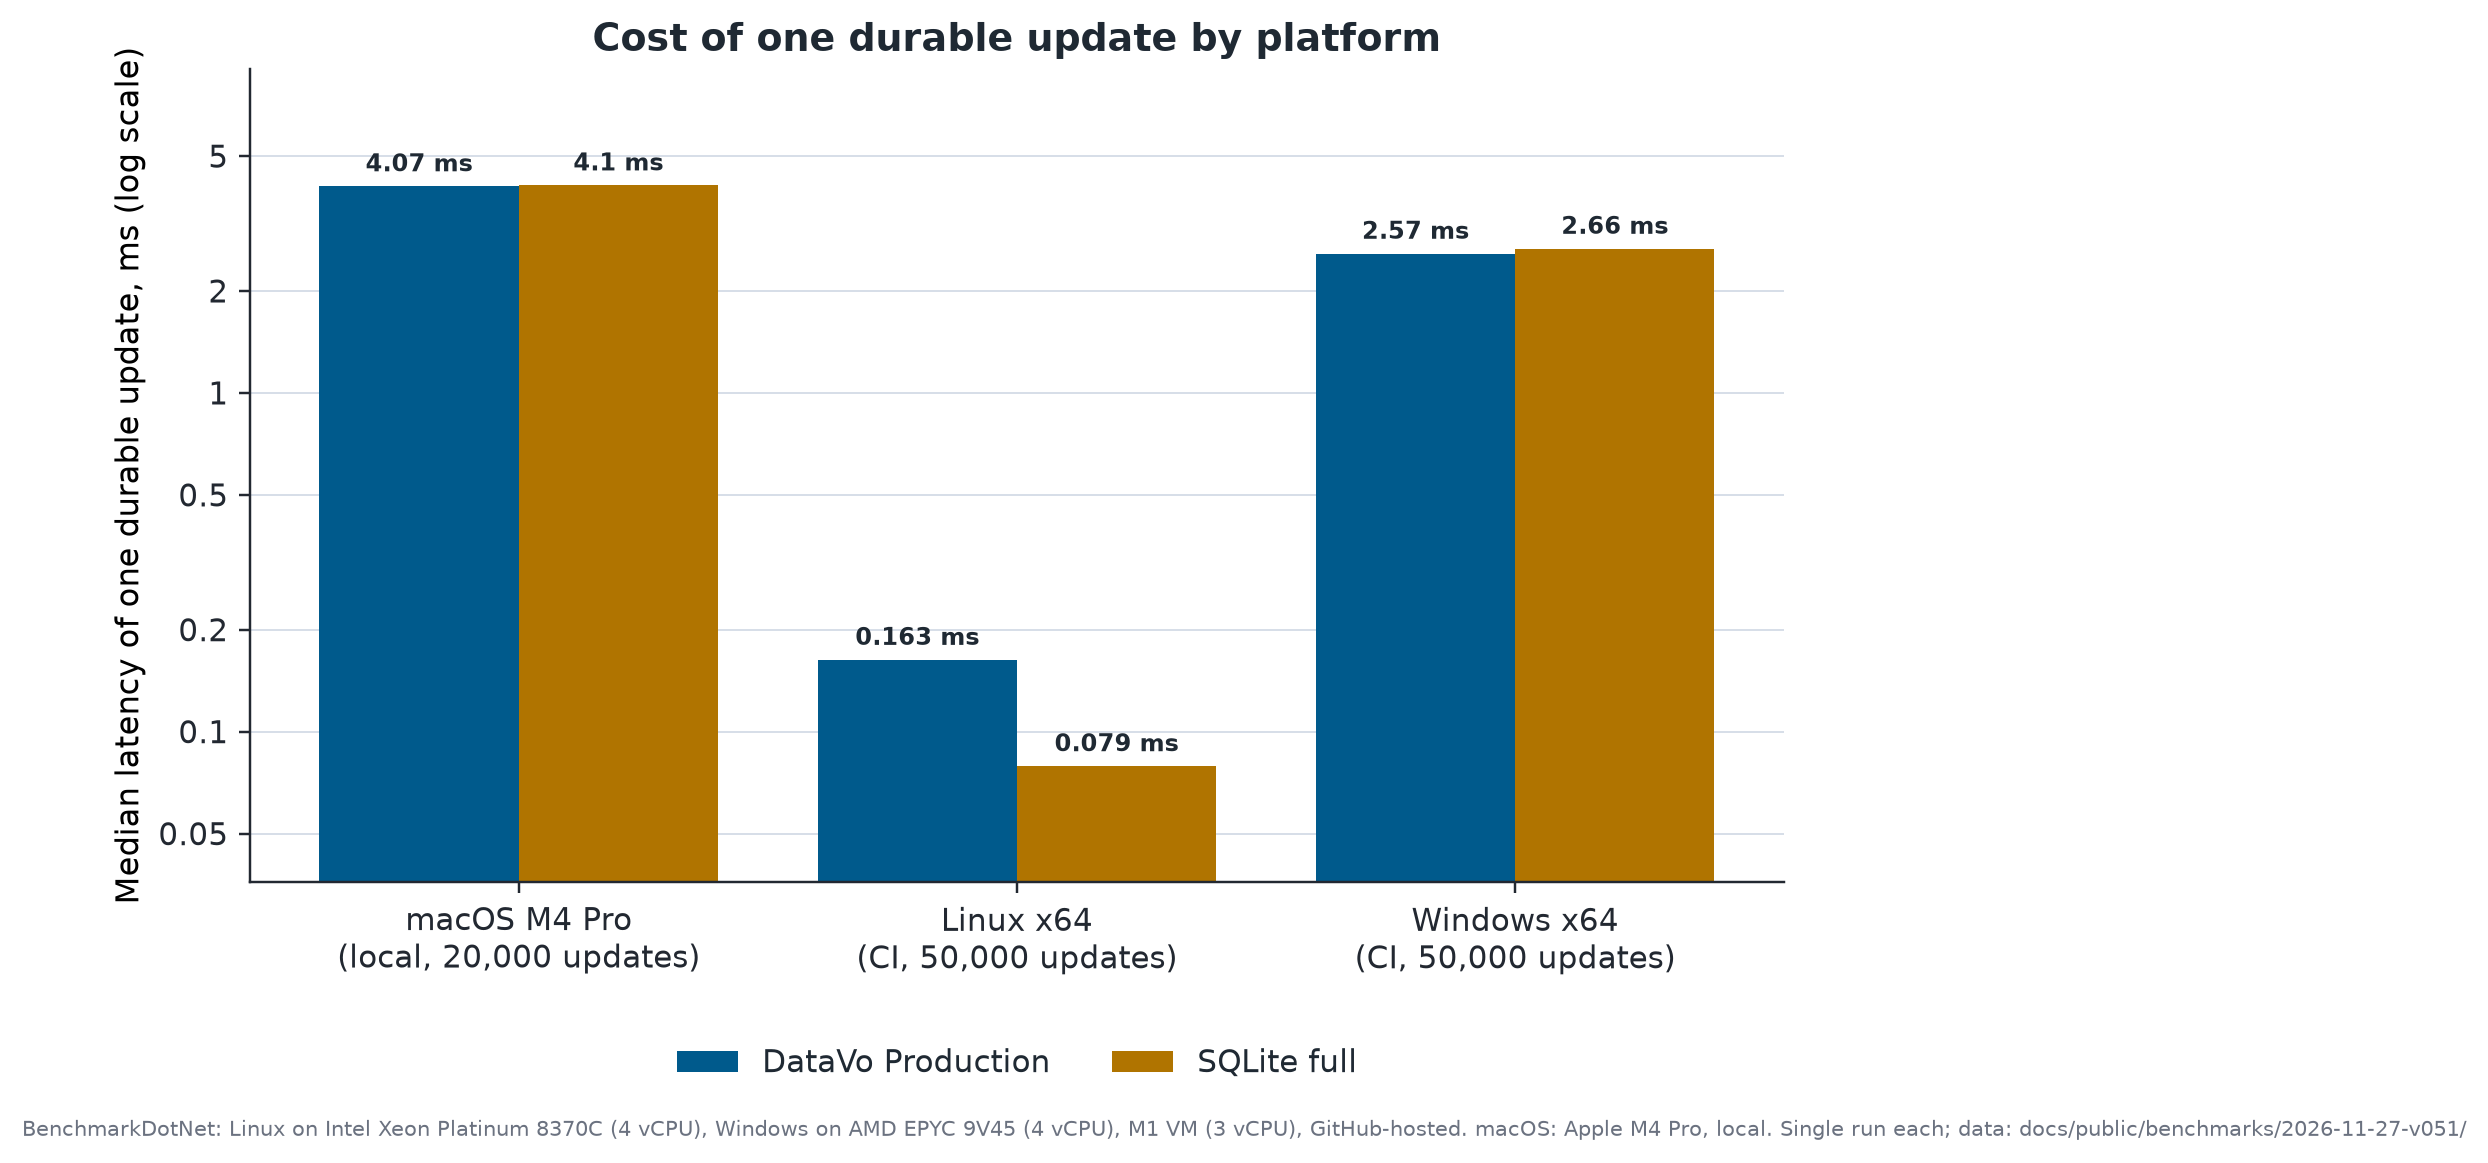 Cost of one durable update by platform
Median latency of one durable update, ms (log scale)
5
2
1
0.5
0.2
0.1
0.05
4.07 ms
4.1 ms
0.163 ms
0.079 ms
2.57 ms
2.66 ms
macOS M4 Pro
(local, 20,000 updates)
Linux x64
(CI, 50,000 updates)
Windows x64
(CI, 50,000 updates)
DataVo Production
SQLite full
BenchmarkDotNet: Linux on Intel Xeon Platinum 8370C (4 vCPU), Windows on AMD EPYC 9V45 (4 vCPU), M1 VM (3 vCPU), GitHub-hosted. macOS: Apple M4 Pro, local. Single run each; data: docs/public/benchmarks/2026-11-27-v051/